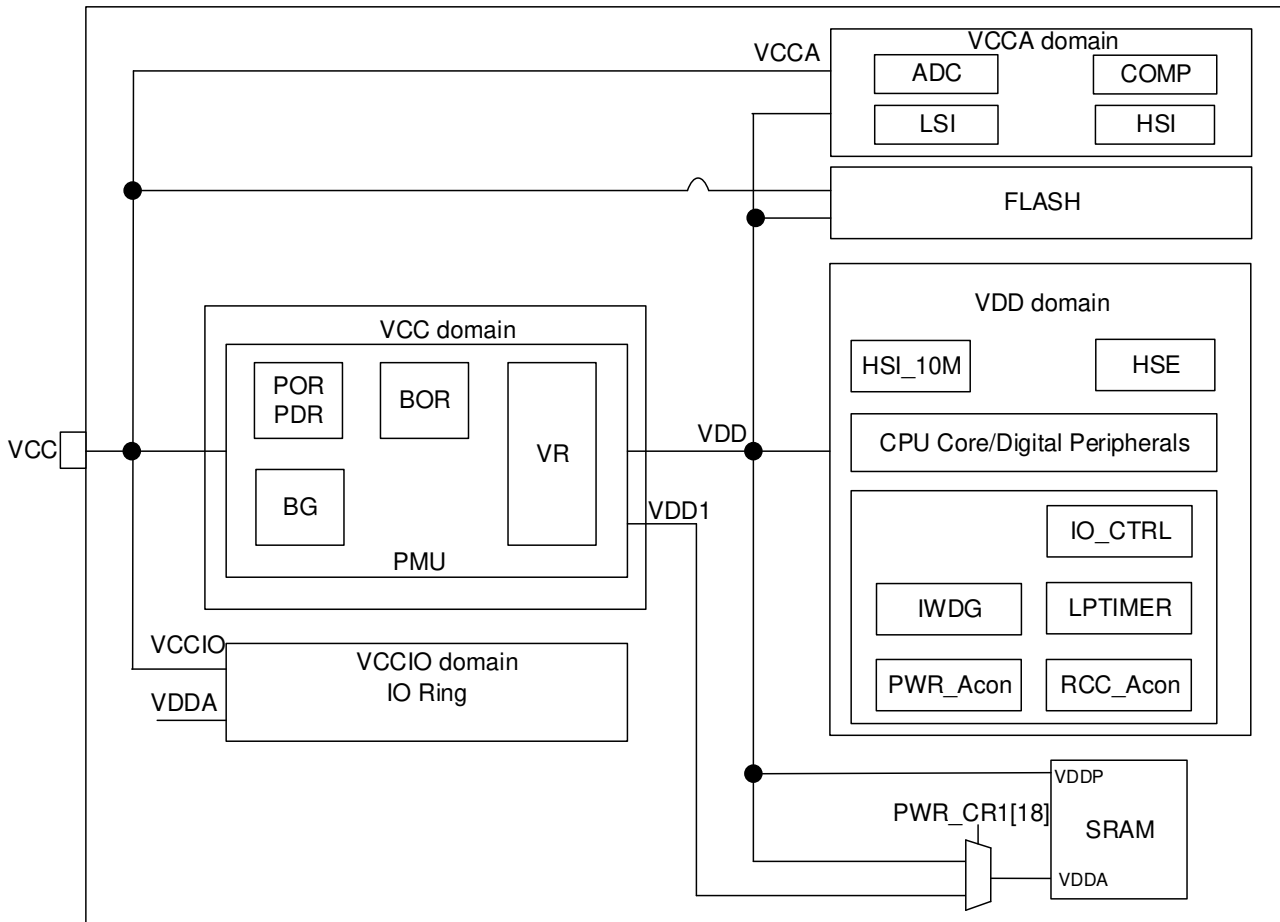 VCCA domain
VCCA
ADC
COMP
LSI
HSI
FLASH
VCC domain
VDD domain
POR
PDR
BOR
HSI_10M
HSE
VCC
VR
VDD
CPU Core/Digital Peripherals
BG
VDD1
PMU
IO_CTRL
IWDG
LPTIMER
VCCIO
VCCIO domain
IO Ring
VDDA
PWR_Acon
RCC_Acon
VDDP
PWR_CR1[18]
SRAM
VDDA